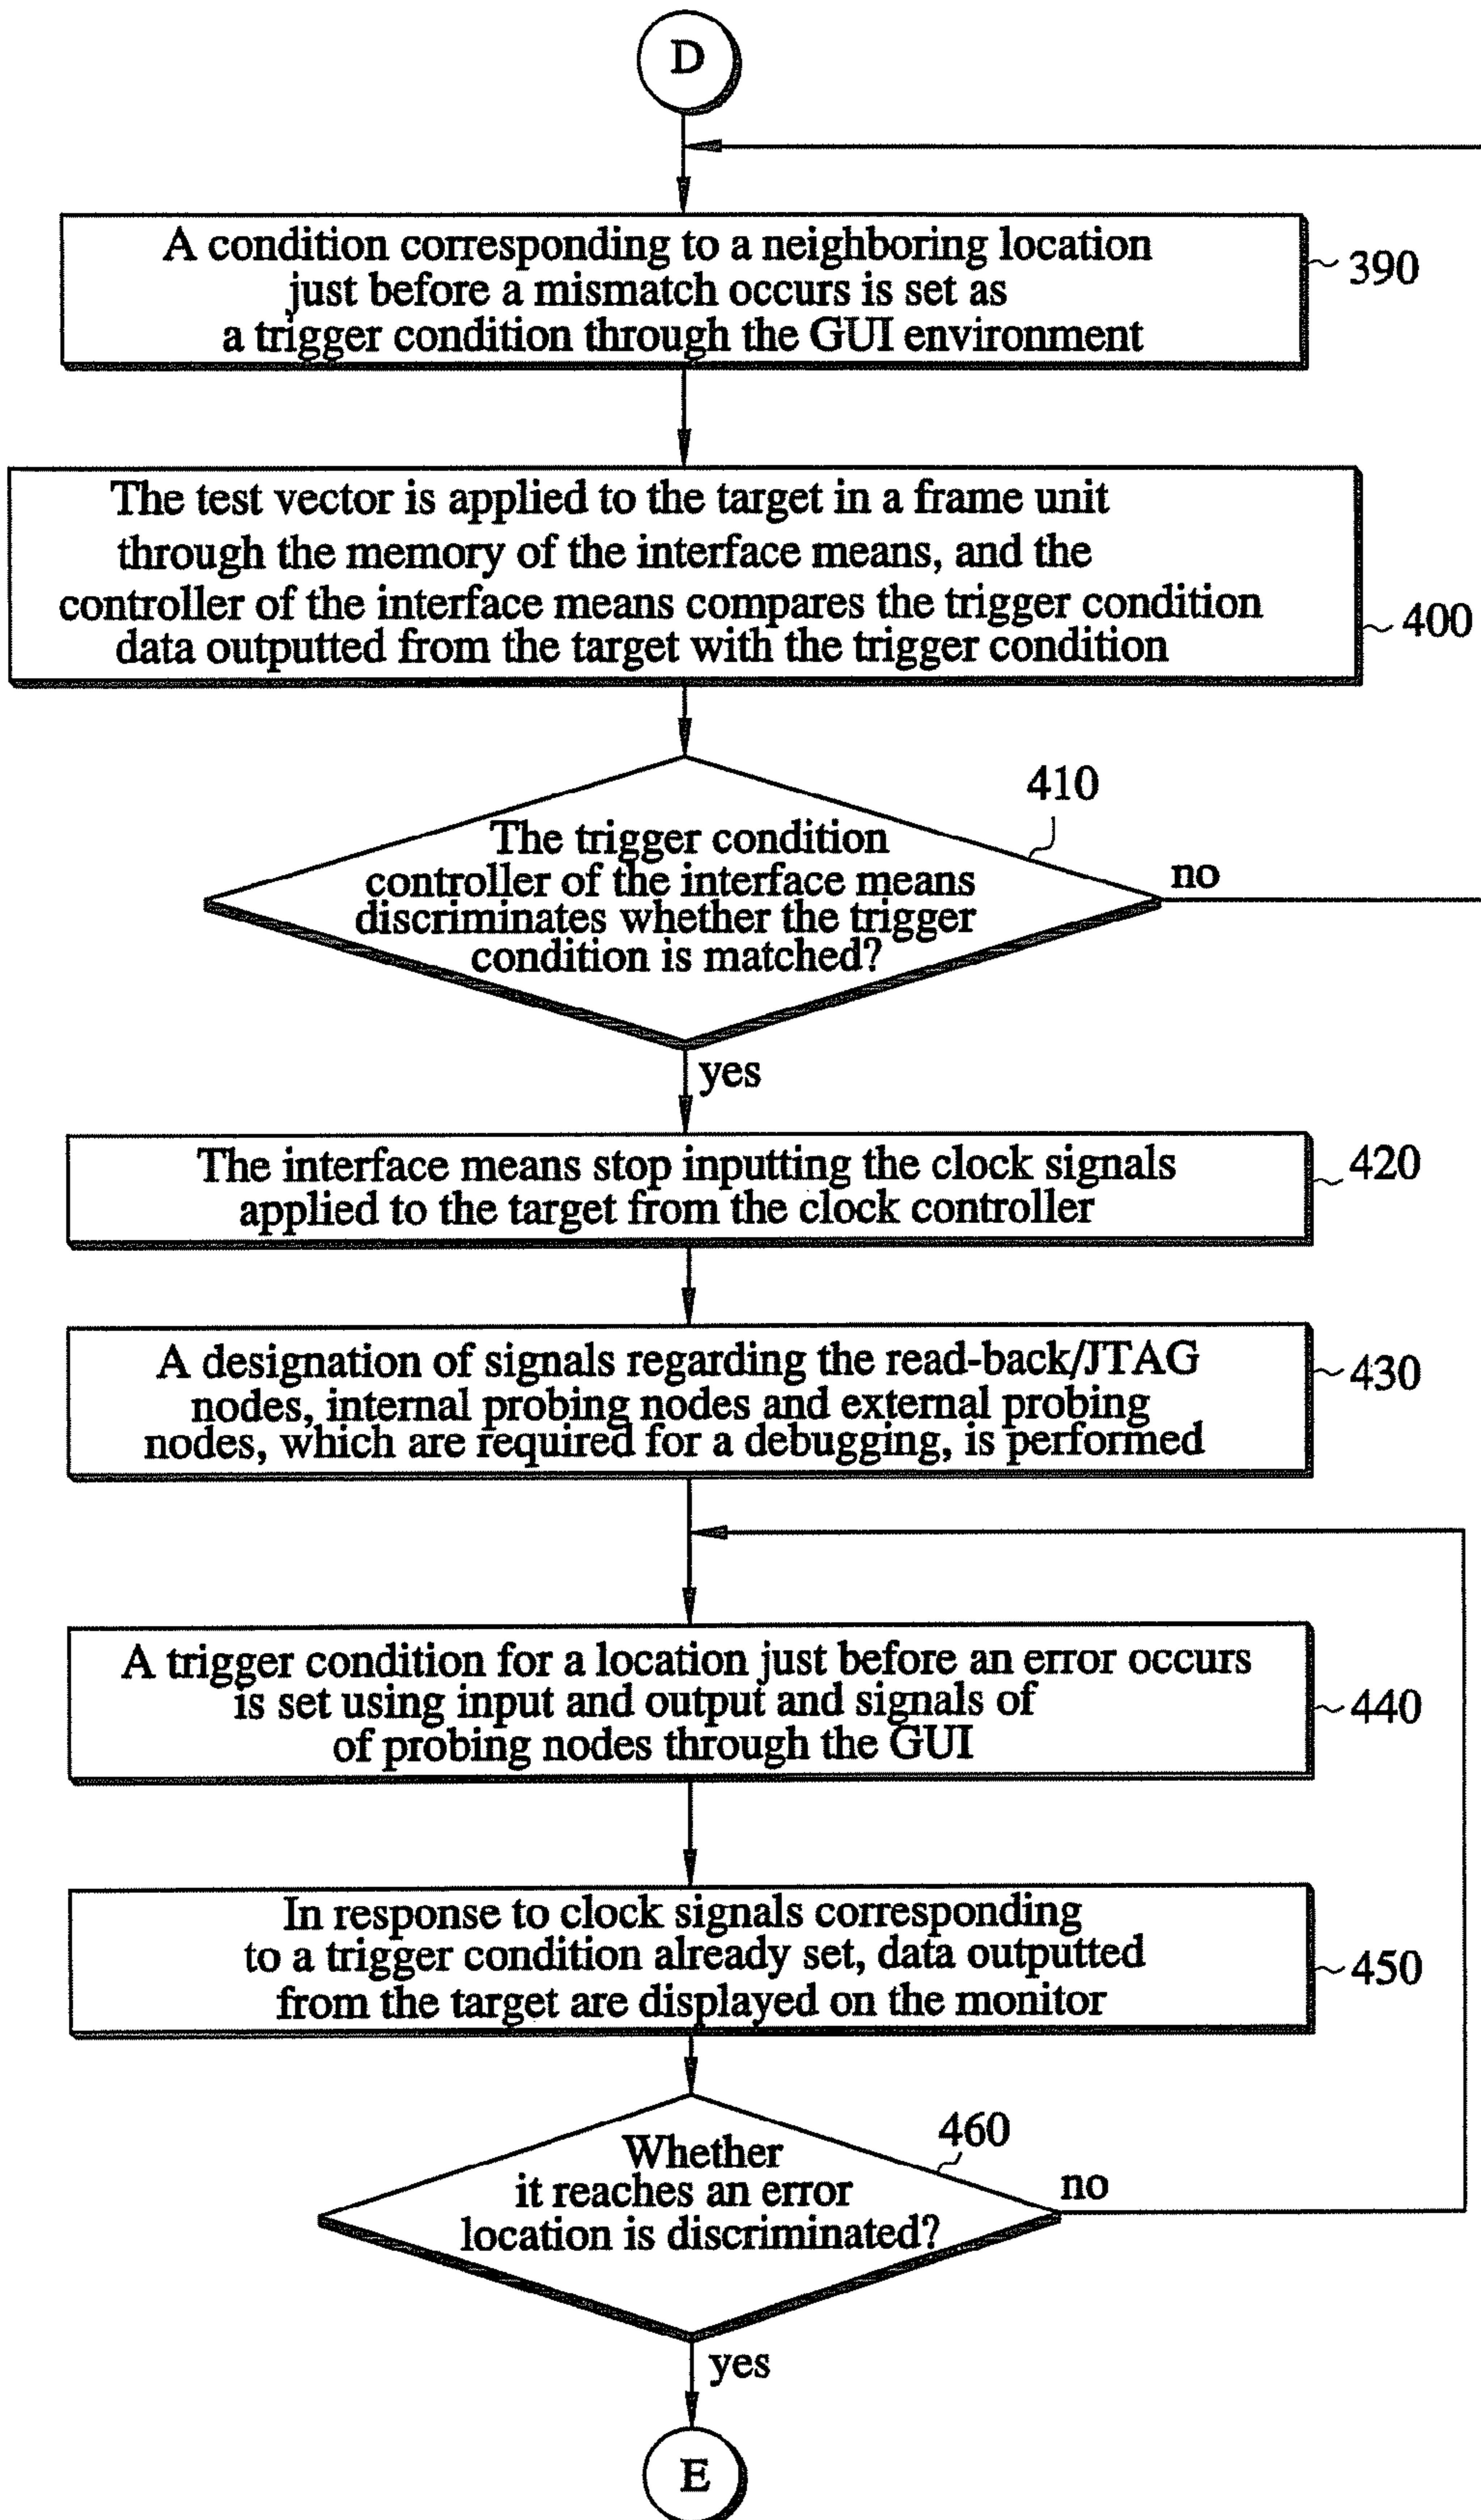 D
A condition corresponding to a neighboring location
just before a mismatch occurs is set as
a trigger condition through the GUI environment
390
The test vector is applied to the target in a frame unit
through the memory of the interface means, and the
controller of the interface means compares the trigger condition
data outputted from the target with the trigger condition
400
410
The trigger condition
controller of the interface means
discriminates whether the trigger
condition is matched?
no
yes
The interface means stop inputting the clock signals
applied to the target from the clock controller
420
A designation of signals regarding the read-back/JTAG
nodes, internal probing nodes and external probing
nodes, which are required for a debugging, is performed
430
A trigger condition for a location just before an error occurs
is set using input and output and signals of
of probing nodes through the GUI
440
In response to clock signals corresponding
to a trigger condition already set, data outputted
from the target are displayed on the monitor
450
460
Whether
it reaches an error
location is discriminated?
no
yes
E